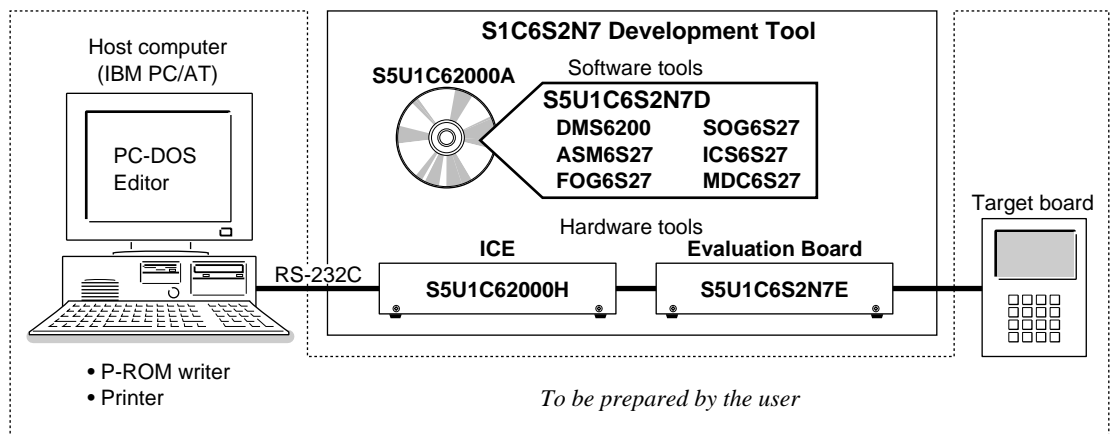 S1C6S2N7 Development Tool
Host computer
(IBM PC/AT)
PC-DOS
Editor
• P-ROM writer
• Printer
RS-232C
S5U1C62000A
Software tools
S5U1C6S2N7D
DMS6200 SOG6S27
ASM6S27 ICS6S27
FOG6S27 MDC6S27
Hardware tools
ICE
S5U1C62000H
Evaluation Board
S5U1C6S2N7E
Target board
To be prepared by the user